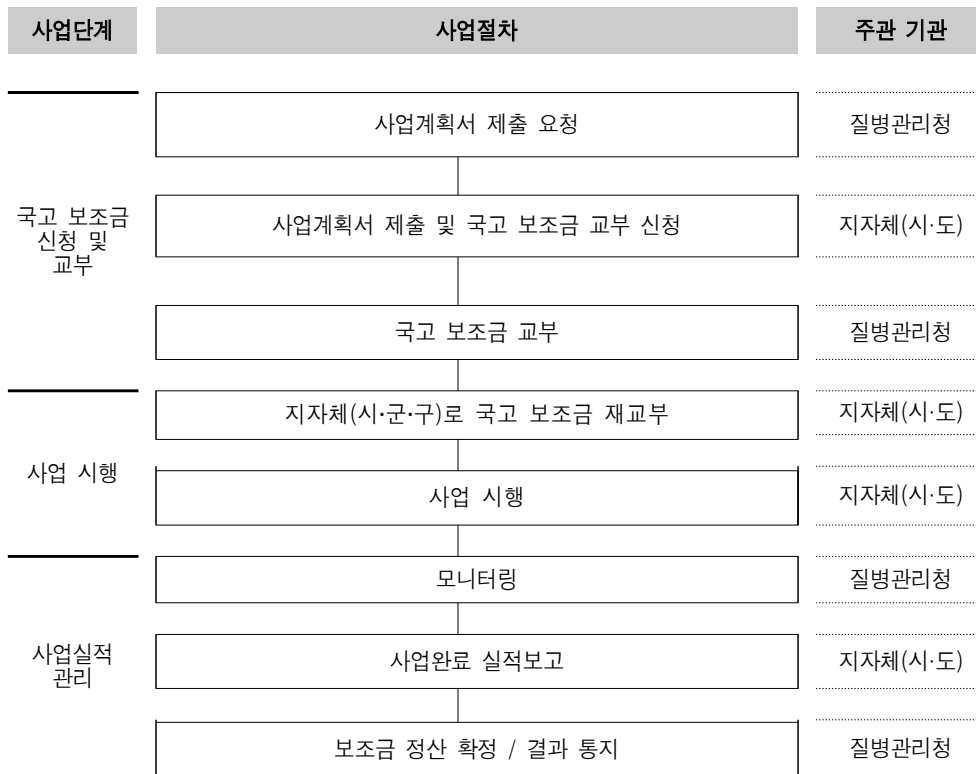 사업단계 사업절차 주관 기관
사업계획서 제출 요청 질병관리청
국고 보조금
신청 및
교부
사업계획서 제출 및 국고 보조금 교부 신청 지자체(시·도)
국고 보조금 교부 질병관리청
지자체(시·군·구)로 국고 보조금 재교부 지자체(시·도)
사업 시행
사업 시행 지자체(시·도)
모니터링 질병관리청
사업실적
관리
사업완료 실적보고 지자체(시·도)
보조금 정산 확정 / 결과 통지 질병관리청